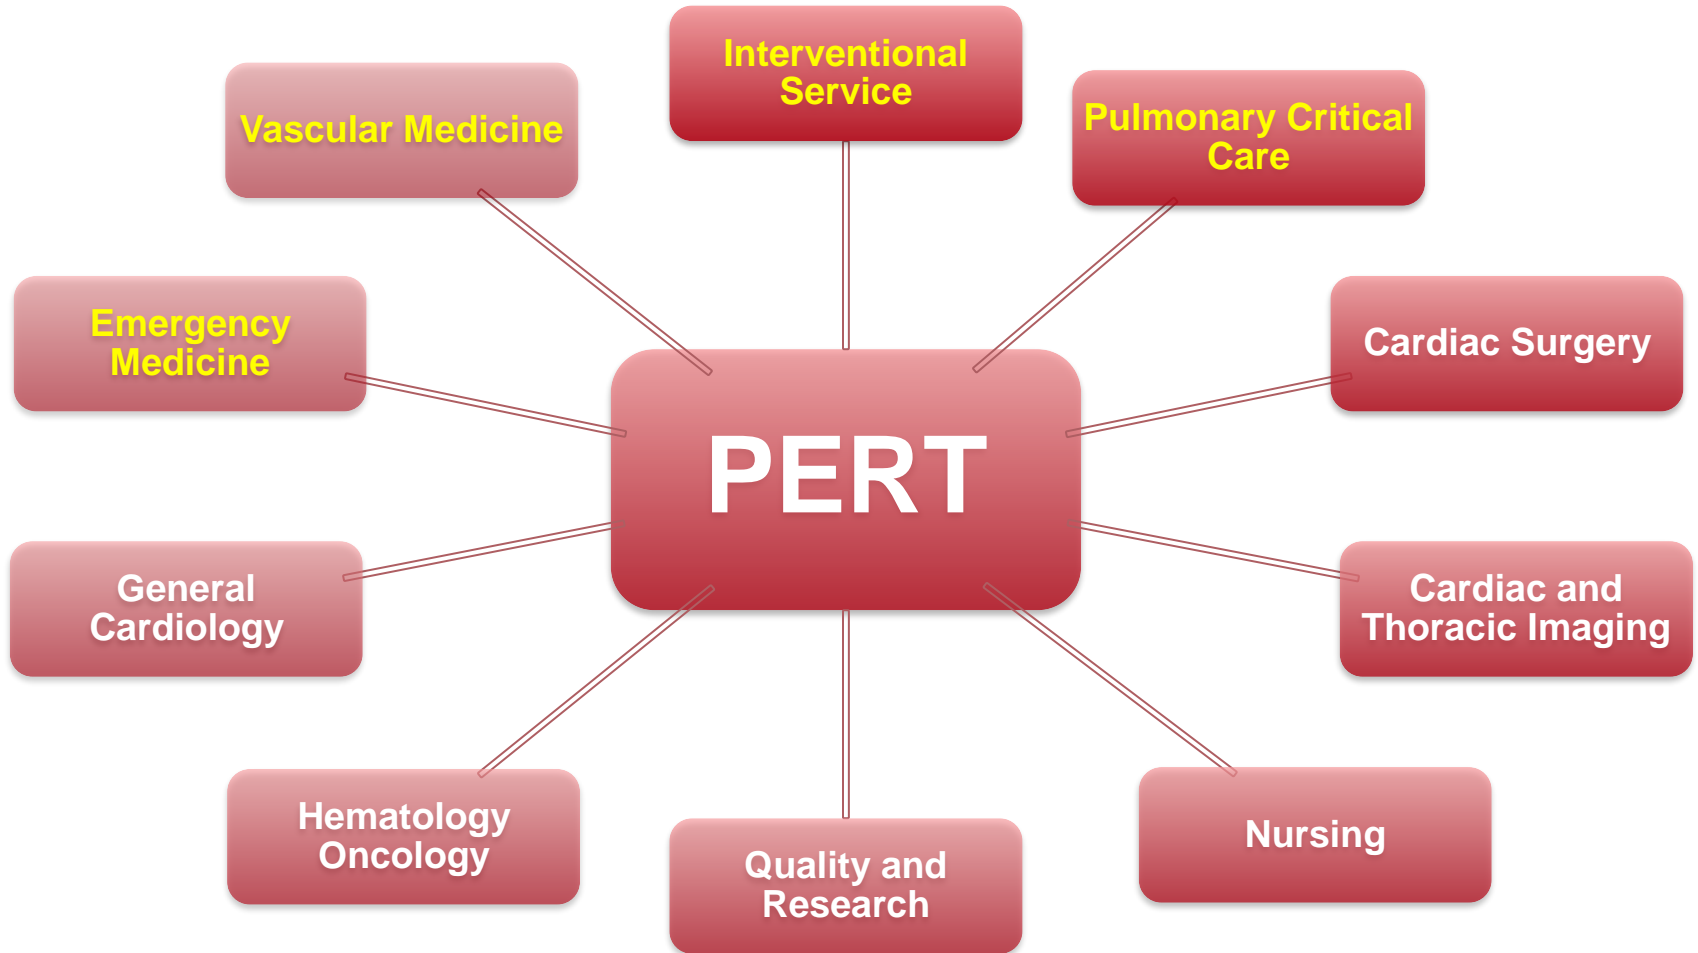 Interventional
Service
Vascular Medicine
Pulmonary Critical
Care
Emergency
Medicine
Cardiac Surgery
PERT
General
Cardiology
Cardiac and
Thoracic Imaging
Hematology
Oncology
Quality and
Research
Nursing